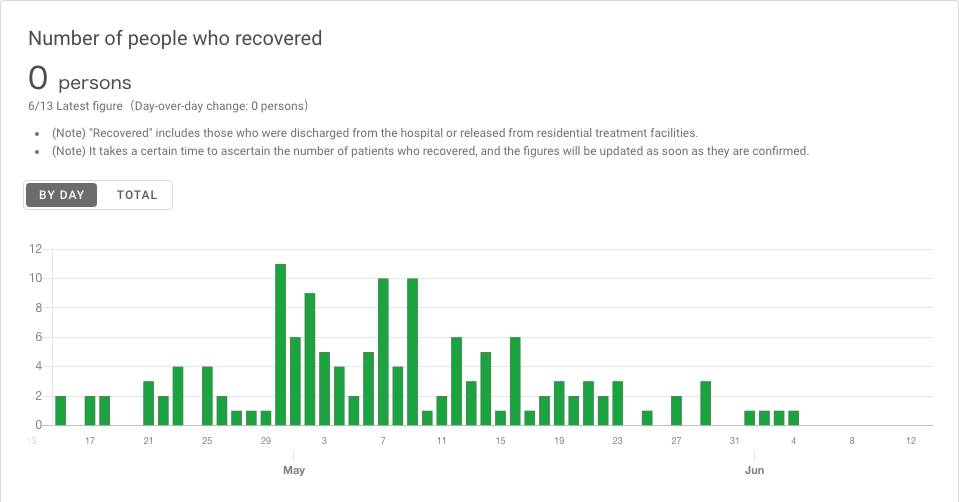 Number of people who recovered
0 persons
6/13 Latest figure（Day-over-day change: 0 persons）
• (Note) "Recovered" includes those who were discharged from the hospital or released from residential treatment facilities.
• (Note) It takes a certain time to ascertain the number of patients who recovered, and the figures will be updated as soon as they are confirmed.
BY DAY TOTAL
12
10
8
6
4
2
0
13 17 21 25 29 3 7 11 15 19 23 27 31 4 8 12
May Jun